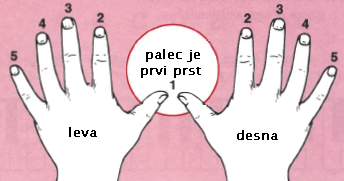 3 3
4 2 2 4
5 5
palec je
prvi prst
1
leva desna